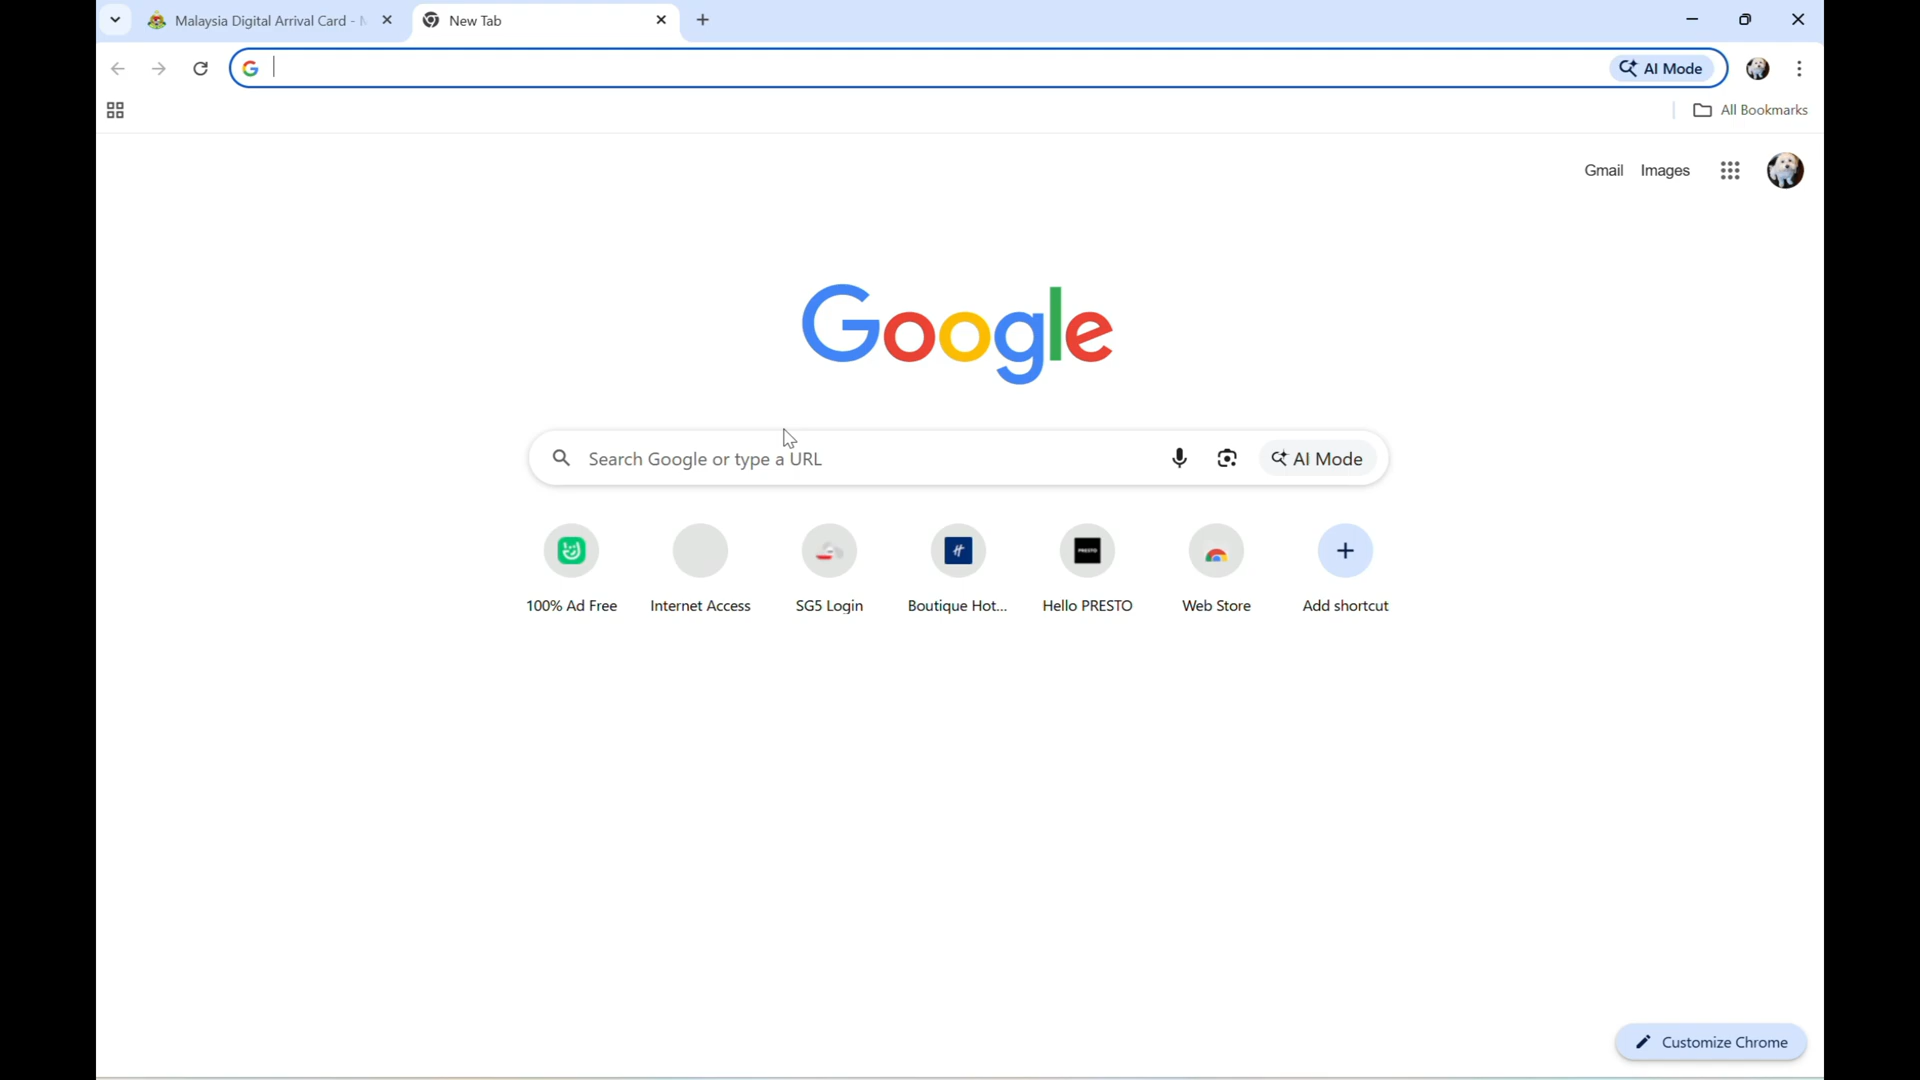 Malaysia Digital Arrival Card -
New Tab
AI Mode
All Bookmarks
Gmail
Images
Google
Search Google or type a URL
AI Mode
PRESTO
100% Ad Free
Internet Access
SG5 Login
Boutique Hot...
Hello PRESTO
Web Store
Add shortcut
Customize Chrome